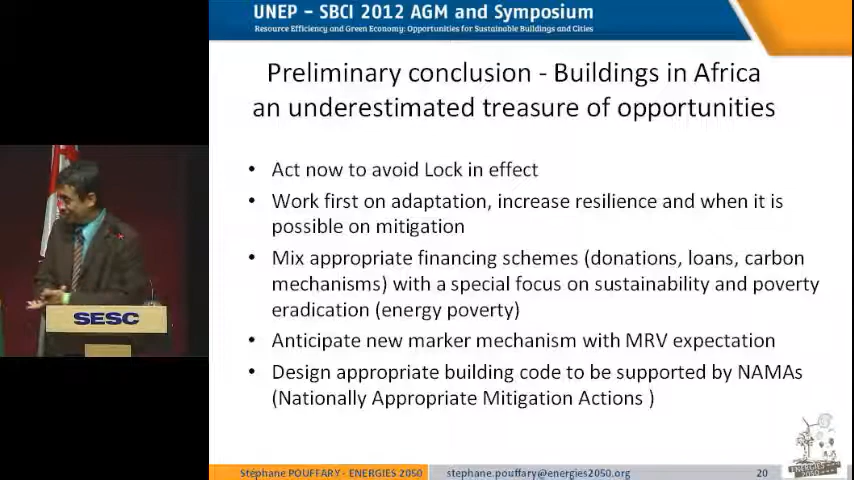 UNEP – SBCI 2012 AGM and Symposium
Resource Efficiency and Green Economy: Opportunities for Sustainable Buildings and Cities
Preliminary conclusion - Buildings in Africa
an underestimated treasure of opportunities
• Act now to avoid Lock in effect
• Work first on adaptation, increase resilience and when it is
possible on mitigation
• Mix appropriate financing schemes (donations, loans, carbon
mechanisms) with a special focus on sustainability and poverty
eradication (energy poverty)
• Anticipate new marker mechanism with MRV expectation
• Design appropriate building code to be supported by NAMAs
(Nationally Appropriate Mitigation Actions )
SESC
Stéphane POUFFARY - ENERGIES 2050
stephane.pouffary@energies2050.org
20
ENERGIES
2050